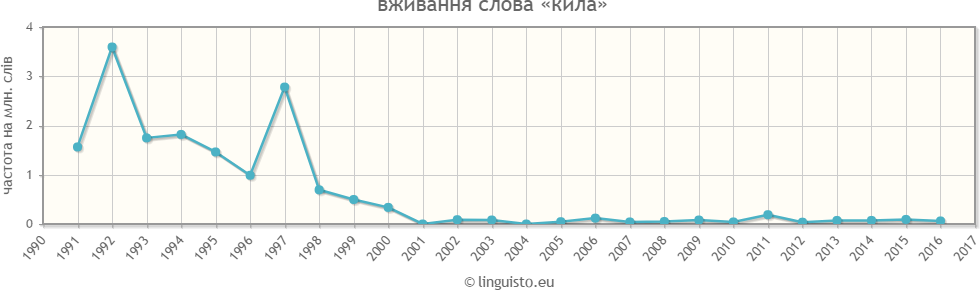 вживання слова «кила»
частота на млн. слів
4
3
2
1
0
1990 1991 1992 1993 1994 1995 1996 1997 1998 1999 2000 2001 2002 2003 2004 2005 2006 2007 2008 2009 2010 2011 2012 2013 2014 2015 2016 2017
© linguisto.eu